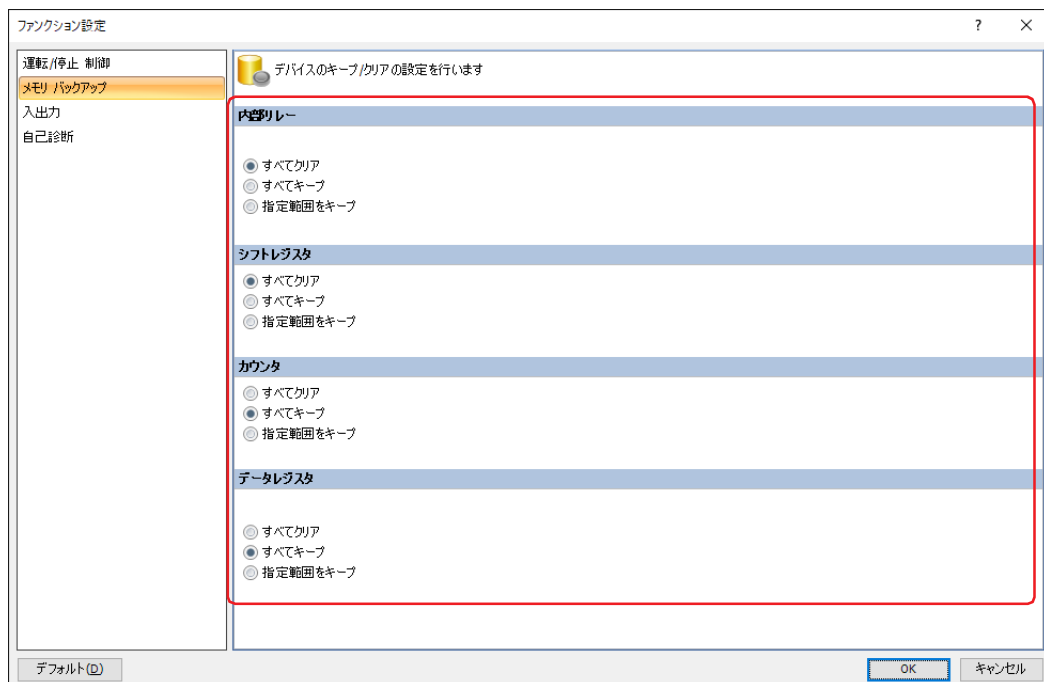 ファンクション設定
?
×
運転/停止 制御
メモリ バックアップ
入出力
自己診断
デバイスのキープ/クリアの設定を行います
内部リレー
すべてクリア
すべてキープ
指定範囲をキープ
シフトレジスタ
すべてクリア
すべてキープ
指定範囲をキープ
カウンタ
すべてクリア
すべてキープ
指定範囲をキープ
データレジスタ
すべてクリア
すべてキープ
指定範囲をキープ
デフォルト(D)
OK
キャンセル